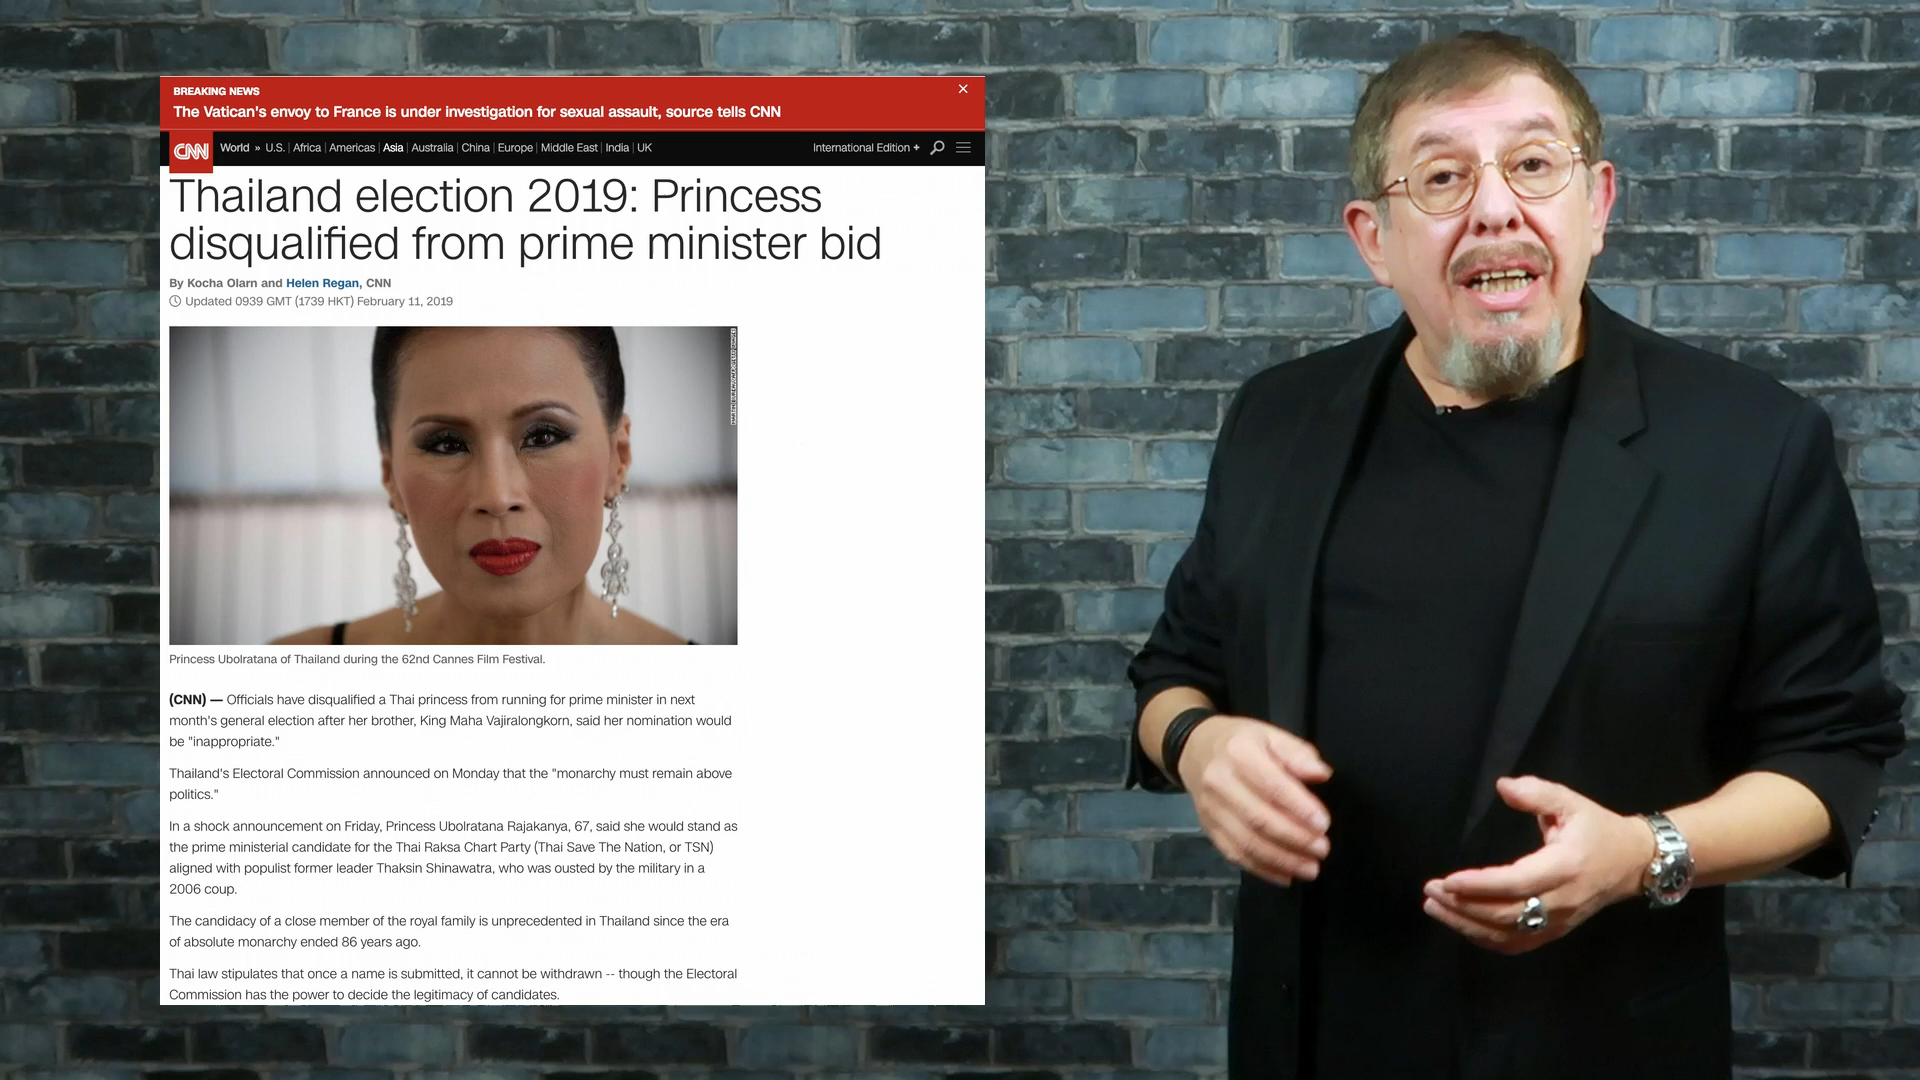 BREAKING NEWS
The Vatican's envoy to France is under investigation for sexual assault, source tells CNN
CNN World » U.S. Africa Americas Asia Australia China Europe Middle East India UK International Edition +
Thailand election 2019: Princess
disqualified from prime minister bid
By Kocha Olarn and Helen Regan, CNN
Updated 0939 GMT (1739 HKT) February 11, 2019
Princess Ubolratana of Thailand during the 62nd Cannes Film Festival.
(CNN) — Officials have disqualified a Thai princess from running for prime minister in next
month's general election after her brother, King Maha Vajiralongkorn, said her nomination would
be "inappropriate."
Thailand's Electoral Commission announced on Monday that the "monarchy must remain above
politics."
In a shock announcement on Friday, Princess Ubolratana Rajakanya, 67, said she would stand as
the prime ministerial candidate for the Thai Raksa Chart Party (Thai Save The Nation, or TSN)
aligned with populist former leader Thaksin Shinawatra, who was ousted by the military in a
2006 coup.
The candidacy of a close member of the royal family is unprecedented in Thailand since the era
of absolute monarchy ended 86 years ago.
Thai law stipulates that once a name is submitted, it cannot be withdrawn -- though the Electoral
Commission has the power to decide the legitimacy of candidates.